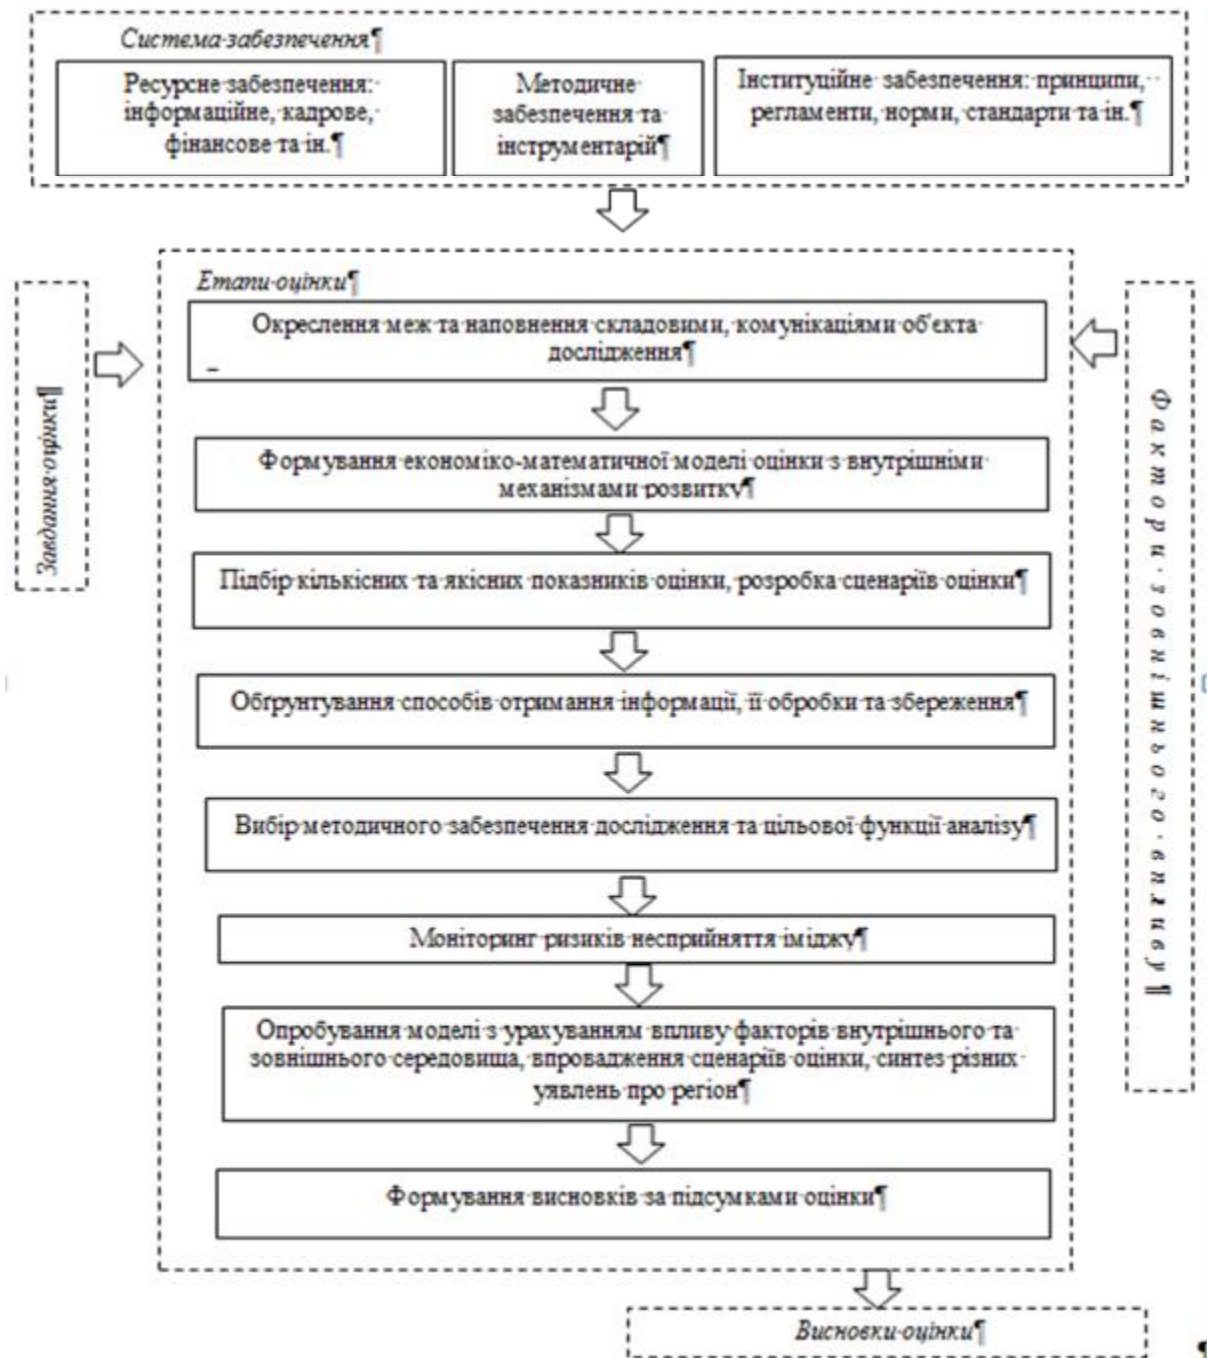 Система забезпечення¶
Ресурсне забезпечення:
інформаційне, кадрове,
фінансове та ін.¶
Методичне
забезпечення та
інструментарій¶
Інституційне забезпечення: принципи,
регламенти, норми, стандарти та ін.¶
Етапи оцінки¶
Завдання оцінки¶
Окреслення меж та наповнення складовими, комунікаціями об'єкта
дослідження¶
Формування економіко-математичної моделі оцінки з внутрішніми
механізмами розвитку¶
Підбір кількісних та якісних показників оцінки, розробка сценаріїв оцінки¶
Обґрунтування способів отримання інформації, її обробки та збереження¶
Вибір методичного забезпечення дослідження та цільової функції аналізу¶
Моніторинг ризиків несприйняття іміджу¶
Опробування моделі з урахуванням впливу факторів внутрішнього та
зовнішнього середовища, впровадження сценаріїв оцінки, синтез різних
уявлень про регіон¶
Формування висновків за підсумками оцінки¶
Фактори зовнішнього впливу¶
Висновки оцінки¶
¶